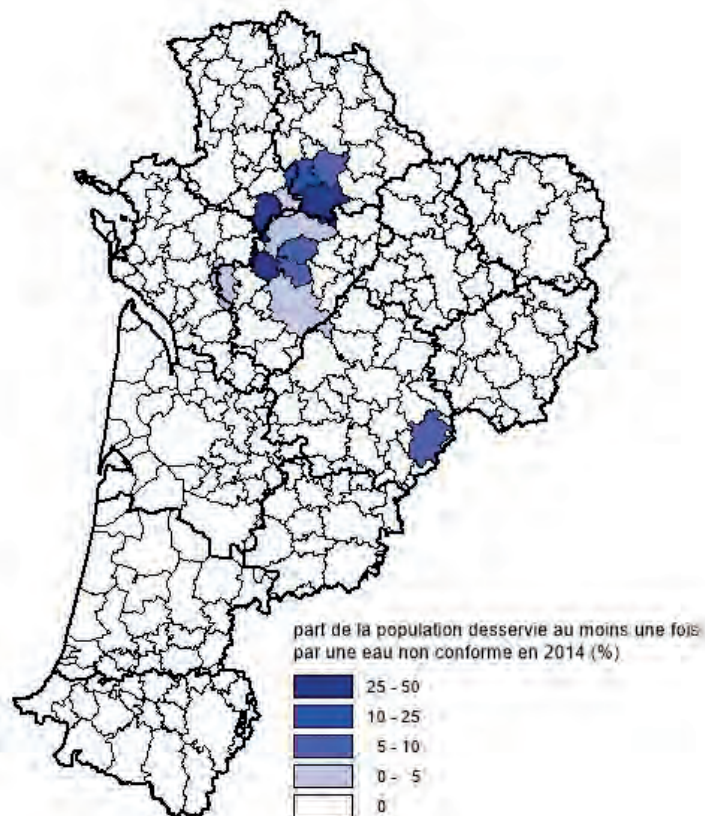 part de la population desservie au moins une fois
par une eau non conforme en 2014 (%)
25 - 50
10 - 25
5 - 10
0 - 5
0